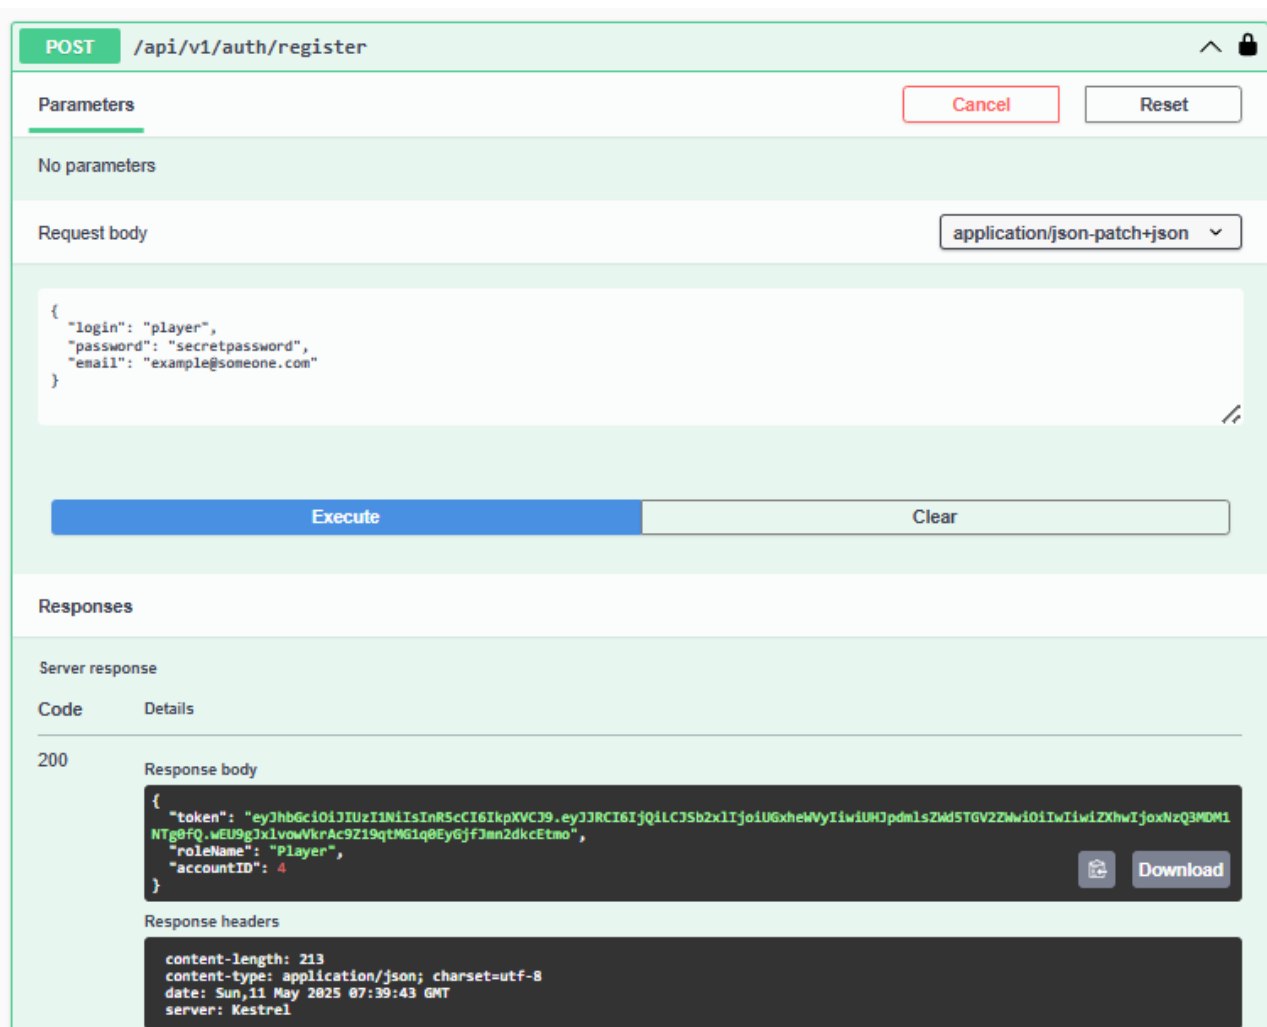 POST /api/v1/auth/register
Parameters
Cancel
Reset
No parameters
Request body
application/json-patch+json
{
"login": "player",
"password": "secretpassword",
"email": "example@someone.com"
}
Execute
Clear
Responses
Server response
Code Details
200
Response body
{
"token": "eyJhbGciOiJIUzI1NiIsInR5cCI6IkpXVCJ9.eyJJRCI6IjQiLCJSb2xlIjoiUGxheWVyIiwiUHJpdmlsZWd5TGV2ZWwiOiIwIiwiZXhwIjoxNzQ3MDM1
NTg0fQ.wEU9gJxlvowVkrAc9Z19qtMG1q0EyGjfJmn2dkcEtmo",
"roleName": "Player",
"accountID": 4
}
Download
Response headers
content-length: 213
content-type: application/json; charset=utf-8
date: Sun,11 May 2025 07:39:43 GMT
server: Kestrel